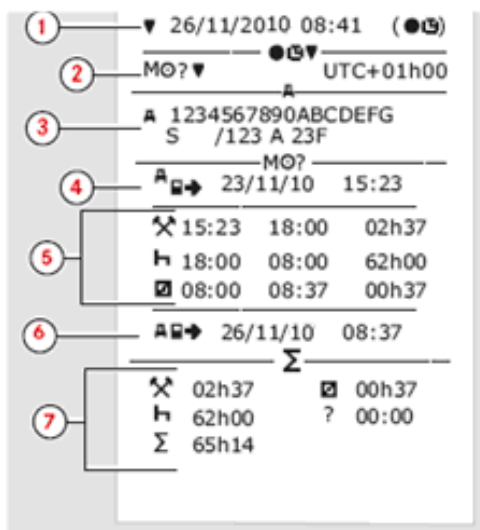 1 ▼ 26/11/2010 08:41 (●◷)
●◷▼
2 M⊙?▼ UTC+01h00
3 1234567890ABCDEFG
S /123 A 23F
M⊙?
4 23/11/10 15:23
5 15:23 18:00 02h37
18:00 08:00 62h00
08:00 08:37 00h37
6 26/11/10 08:37
Σ
7 02h37 00h37
62h00 ? 00:00
Σ 65h14